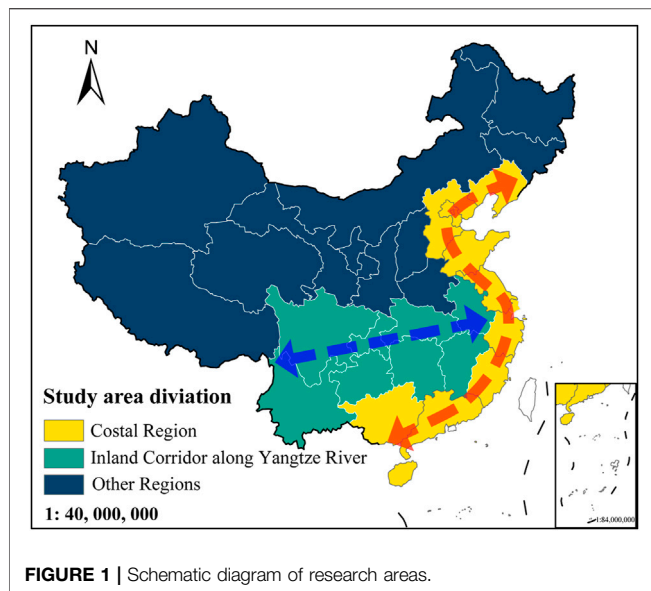 N
Study area diviation
Costal Region
Inland Corridor along Yangtze River
Other Regions
1: 40, 000, 000
1:84,000,000
FIGURE 1 | Schematic diagram of research areas.